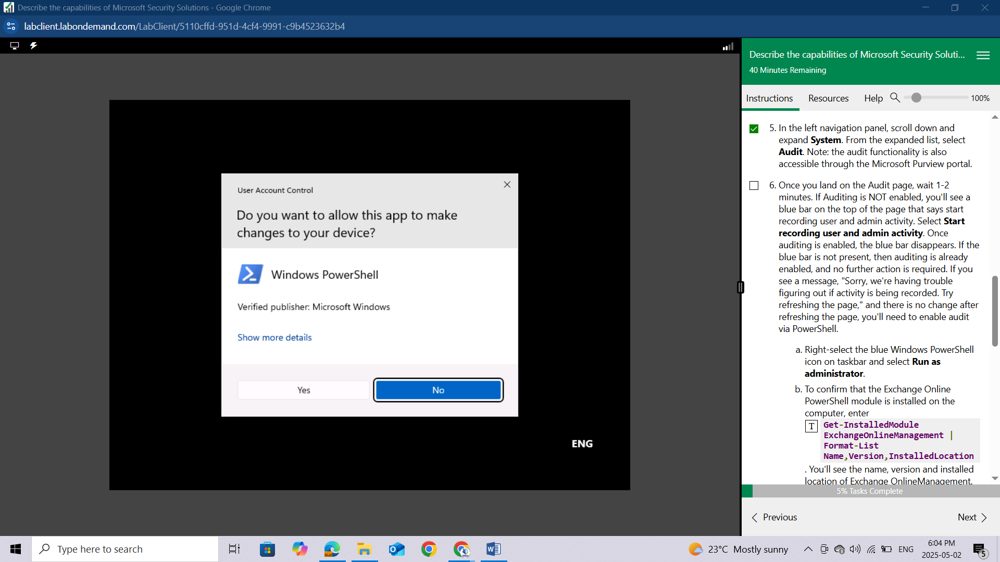 Describe the capabilities of Microsoft Security Solutions - Google Chrome
labclient.labondemand.com/LabClient/5110cffd-951d-4cf4-9991-c9b4523632b4
Describe the capabilities of Microsoft Security Soluti...
40 Minutes Remaining
Instructions
Resources
Help
100%
5. In the left navigation panel, scroll down and
expand System. From the expanded list, select
Audit. Note: the audit functionality is also
accessible through the Microsoft Purview portal.
6. Once you land on the Audit page, wait 1-2
minutes. If Auditing is NOT enabled, you'll see a
blue bar on the top of the page that says start
recording user and admin activity. Select Start
recording user and admin activity. Once
auditing is enabled, the blue bar disappears. If the
blue bar is not present, then auditing is already
enabled, and no further action is required. If you
see a message, "Sorry, we're having trouble
figuring out if activity is being recorded. Try
refreshing the page," and there is no change after
refreshing the page, you'll need to enable audit
via PowerShell.
a. Right-select the blue Windows PowerShell
icon on taskbar and select Run as
administrator.
b. To confirm that the Exchange Online
PowerShell module is installed on the
computer, enter
T
Get-InstalledModule
ExchangeOnlineManagement |
Format-List
Name,Version,InstalledLocation
. You'll see the name, version and installed
location of Exchange OnlineManagement.
5% Tasks Complete
Previous
Next
User Account Control
Do you want to allow this app to make
changes to your device?
Windows PowerShell
Verified publisher: Microsoft Windows
Show more details
Yes
No
ENG
Type here to search
23°C Mostly sunny
ENG
6:04 PM
2025-05-02
5